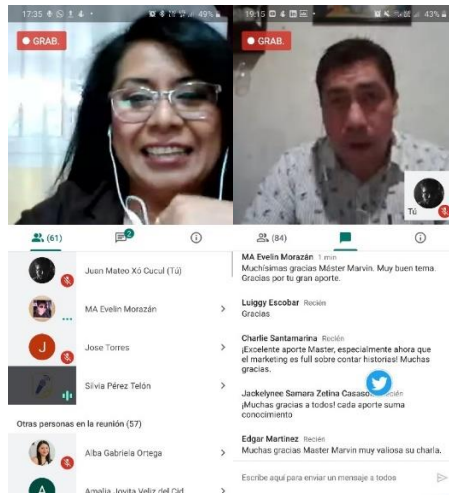 17:35
49%
GRAB.
(61)
2
Juan Mateo Xó Cucul (Tú)
MA Evelin Morazán
J
Jose Torres
Silvia Pérez Telón
Otras personas en la reunión (57)
Alba Gabriela Ortega
A
Amalia Jovita Veliz del Cid
19:15
43%
GRAB.
Tú
(84)
MA Evelin Morazán 1 min
Muchísimas gracias Máster Marvin. Muy buen tema.
Gracias por tu gran aporte.
Luiggy Escobar Recién
Gracias
Charlie Santamarina Recién
¡Excelente aporte Master, especialmente ahora que
el marketing es full sobre contar historias! Muchas
gracias.
Jackelynee Samara Zetina Casaso
¡Muchas gracias a todos! cada aporte suma
conocimiento
Edgar Martinez Recién
Muchas gracias Master Marvin muy valiosa su charla.
Escribe aquí para enviar un mensaje a todos